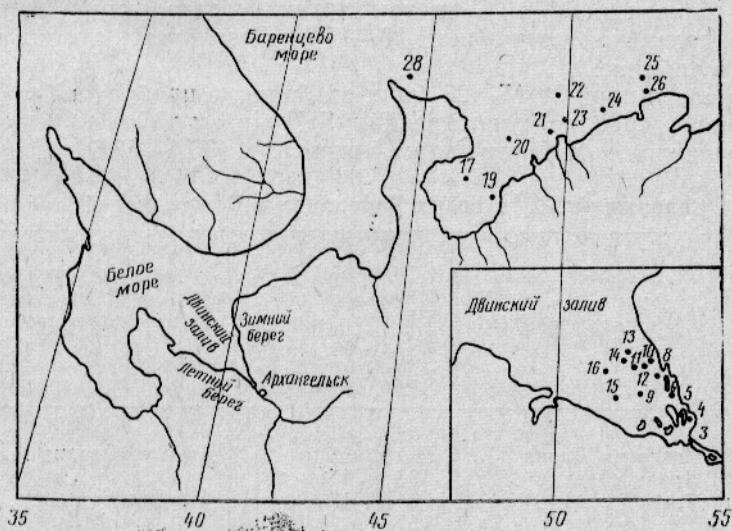 Баренцево
море
28
25
26
22
24
23
21
20
17
19
Белое
море
Двинский
залив
Зимний
берег
Летний
берег
Архангельск
Двинский залив
13
10
14
11
8
16
12
15
9
5
4
3
35 40 45 50 55